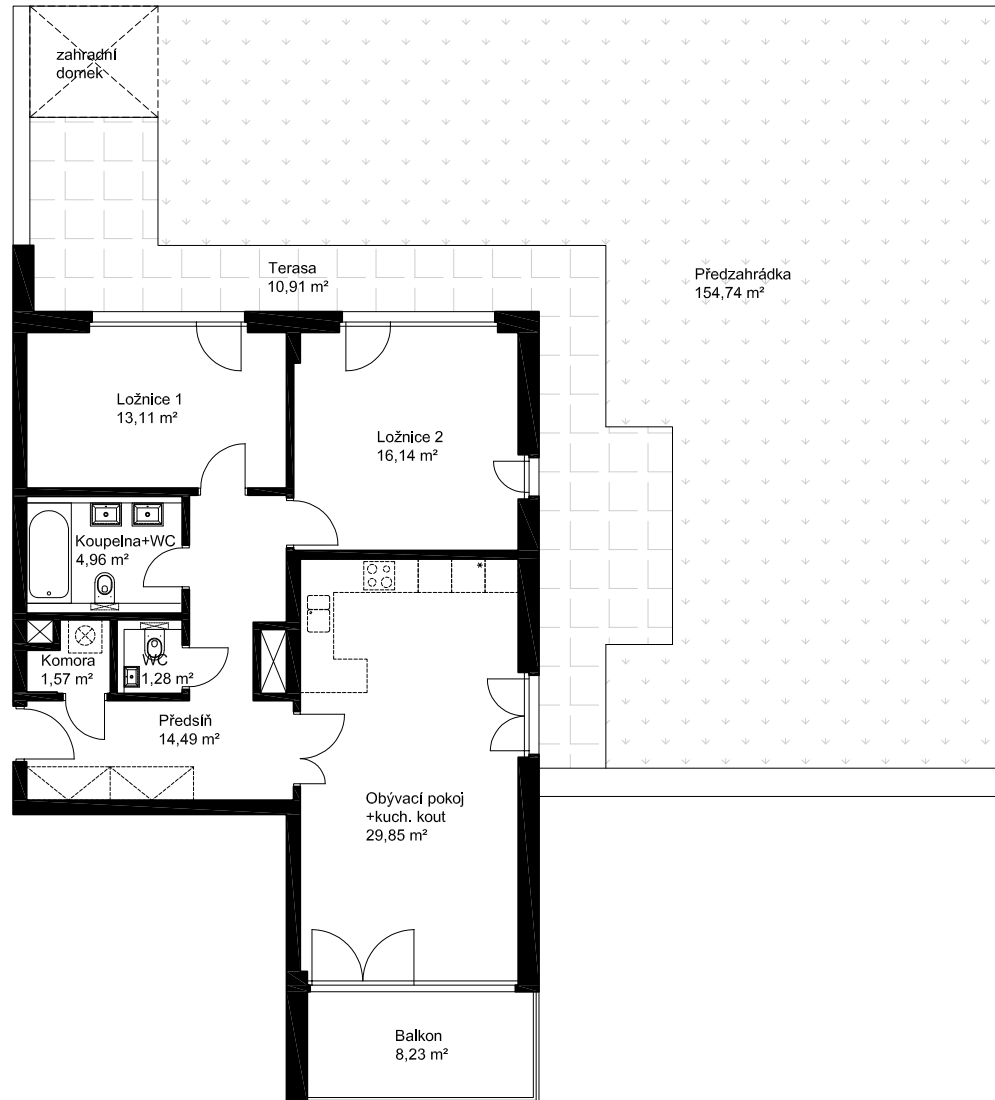 zahradní
domek
Terasa
10,91 m²
Předzahrádka
154,74 m²
Ložnice 1
13,11 m²
Ložnice 2
16,14 m²
Koupelna+WC
4,96 m²
Komora
1,57 m²
WC
1,28 m²
Předsíň
14,49 m²
Obývací pokoj
+kuch. kout
29,85 m²
Balkon
8,23 m²